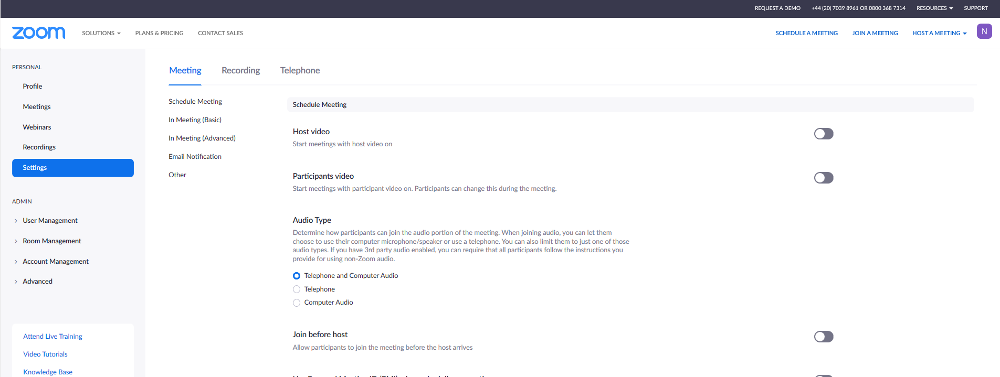 REQUEST A DEMO +44 (20) 7039 8961 OR 0800 368 7314 RESOURCES SUPPORT
zoom SOLUTIONS PLANS & PRICING CONTACT SALES SCHEDULE A MEETING JOIN A MEETING HOST A MEETING N
PERSONAL
Profile
Meetings
Webinars
Recordings
Settings
ADMIN
User Management
Room Management
Account Management
Advanced
Attend Live Training
Video Tutorials
Knowledge Base
Meeting Recording Telephone
Schedule Meeting
In Meeting (Basic)
In Meeting (Advanced)
Email Notification
Other
Schedule Meeting
Host video
Start meetings with host video on
Participants video
Start meetings with participant video on. Participants can change this during the meeting.
Audio Type
Determine how participants can join the audio portion of the meeting. When joining audio, you can let them
choose to use their computer microphone/speaker or use a telephone. You can also limit them to just one of those
audio types. If you have 3rd party audio enabled, you can require that all participants follow the instructions you
provide for using non-Zoom audio.
Telephone and Computer Audio
Telephone
Computer Audio
Join before host
Allow participants to join the meeting before the host arrives